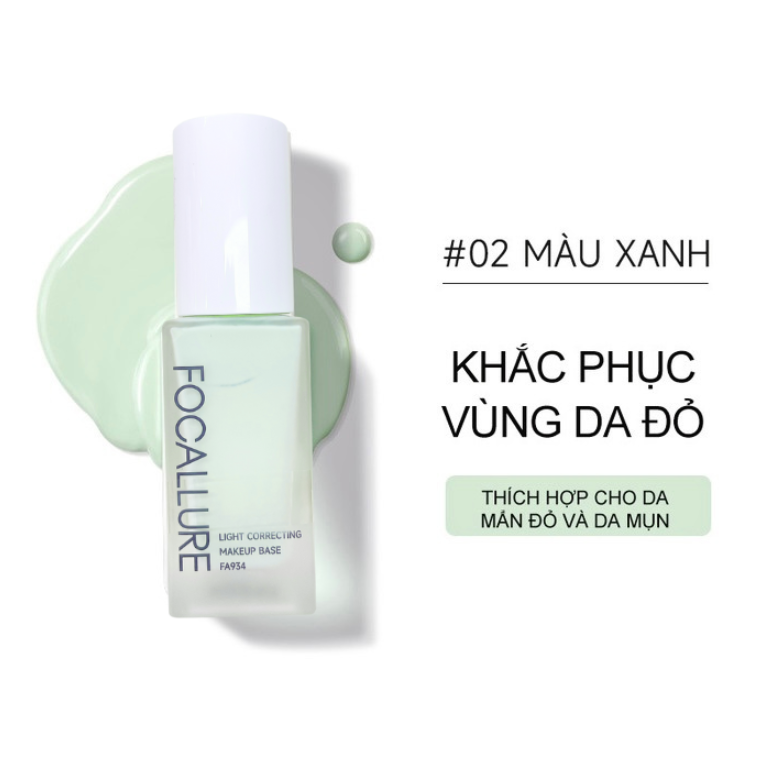 FOCALLURE
LIGHT CORRECTING
MAKEUP BASE
FA934
#02 MÀU XANH
KHẮC PHỤC
VÙNG DA ĐỎ
THÍCH HỢP CHO DA
MẨN ĐỎ VÀ DA MỤN